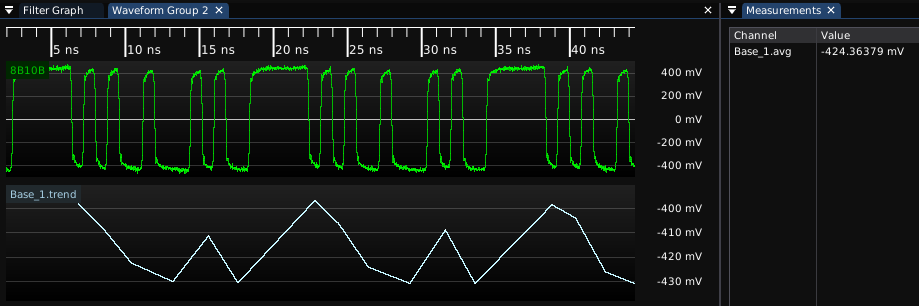 Filter Graph
Waveform Group 2
Measurements
5 ns 10 ns 15 ns 20 ns 25 ns 30 ns 35 ns 40 ns
8B10B
400 mV
200 mV
0 mV
-200 mV
-400 mV
Base_1.trend
-400 mV
-410 mV
-420 mV
-430 mV
Channel Value
Base_1.avg -424.36379 mV